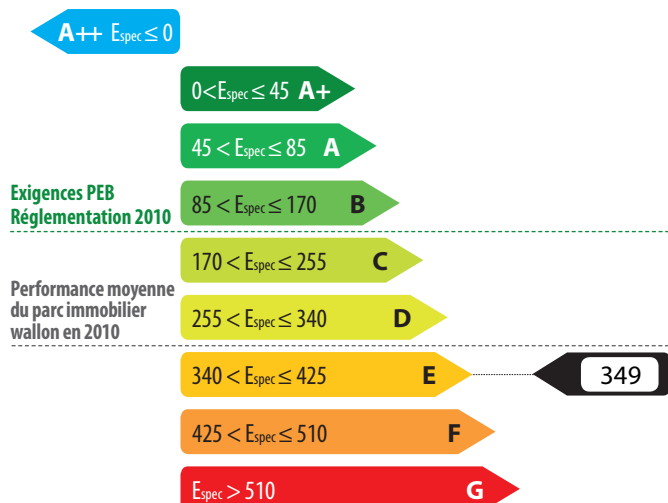 A++ Espec ≤ 0
0<Espec ≤ 45 A+
45 < Espec ≤ 85 A
Exigences PEB
Réglementation 2010
85 < Espec ≤ 170 B
170 < Espec ≤ 255 C
Performance moyenne
du parc immobilier
wallon en 2010
255 < Espec ≤ 340 D
340 < Espec ≤ 425 E
349
425 < Espec ≤ 510 F
Espec > 510 G